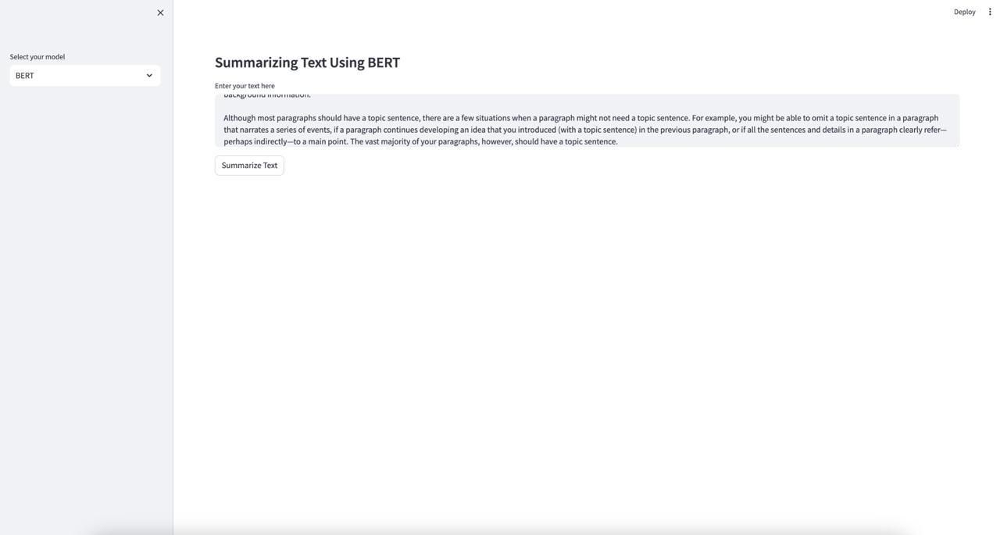 Deploy
Select your model
BERT
Summarizing Text Using BERT
Enter your text here
background information.
Although most paragraphs should have a topic sentence, there are a few situations when a paragraph might not need a topic sentence. For example, you might be able to omit a topic sentence in a paragraph
that narrates a series of events, if a paragraph continues developing an idea that you introduced (with a topic sentence) in the previous paragraph, or if all the sentences and details in a paragraph clearly refer—
perhaps indirectly—to a main point. The vast majority of your paragraphs, however, should have a topic sentence.
Summarize Text